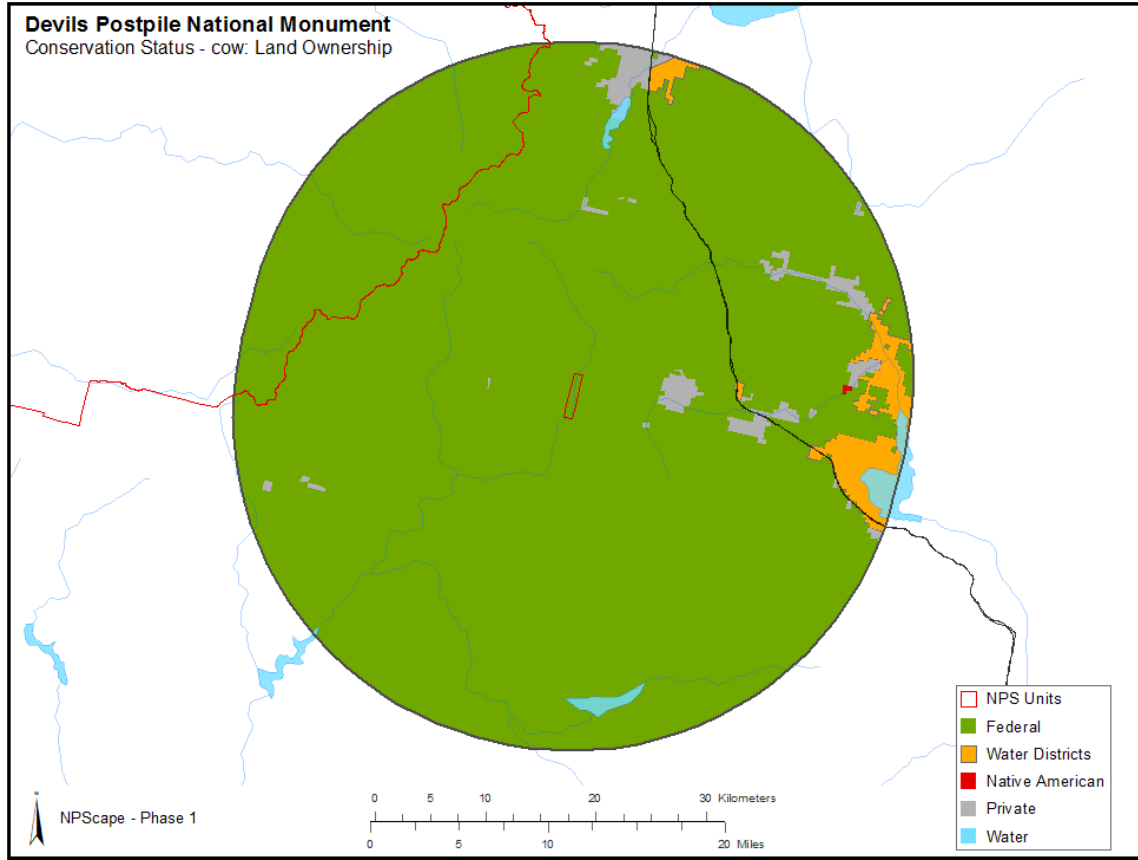 Devils Postpile National Monument
Conservation Status - cow: Land Ownership
NPS Units
Federal
Water Districts
Native American
Private
Water
NPScape - Phase 1
0 5 10 20 30 Kilometers
0 5 10 20 Miles